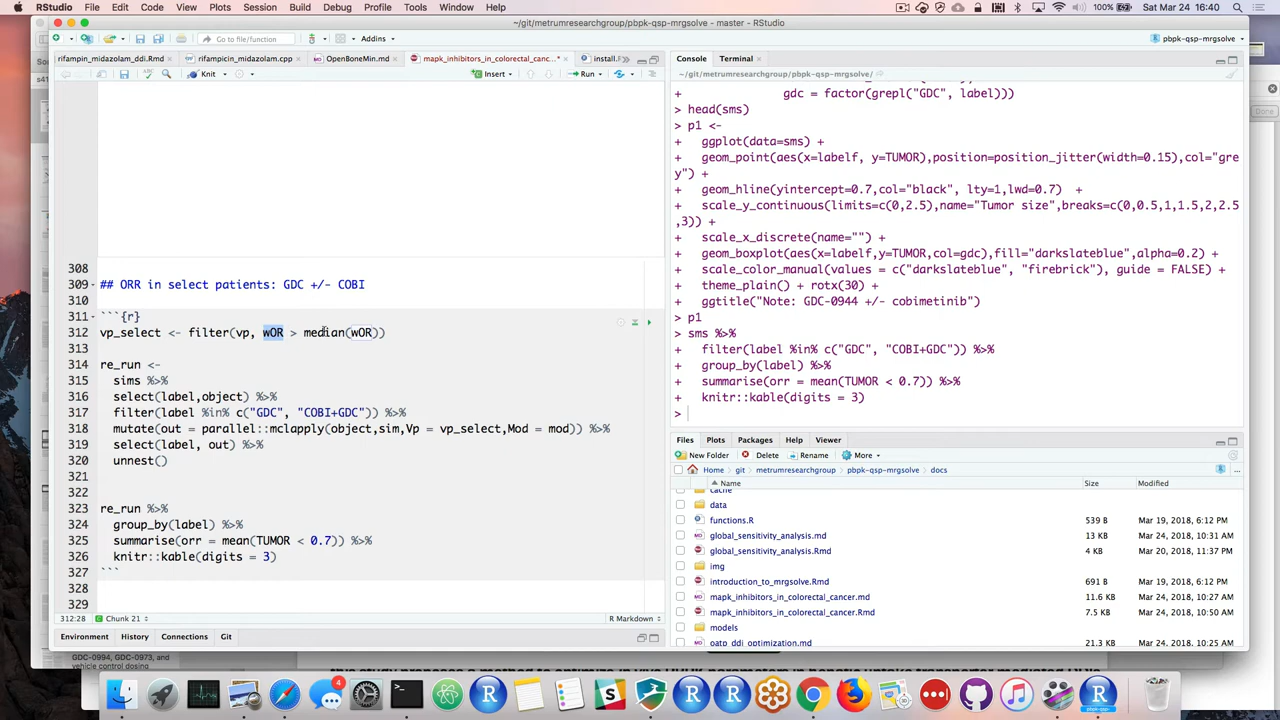 RStudio File Edit Code View Plots Session Build Debug Profile Tools Window Help 100% Sat Mar 24 16:40
~/git/metrumresearchgroup/pbpk-qsp-mrgsolve - master - RStudio
Go to file/function Addins pbpk-qsp-mrgsolve
rifampin_midazolam_ddi.Rmd rifampicin_midazolam.cpp OpenBoneMin.md mapk_inhibitors_in_colorectal_cancer... install.R
Knit Insert Run
308
309 ## ORR in select patients: GDC +/- COBI
310
311 ```{r}
312 vp_select <- filter(vp, wOR > median(wOR))
313
314 re_run <-
315 sims %>%
316 select(label,object) %>%
317 filter(label %in% c("GDC", "COBI+GDC")) %>%
318 mutate(out = parallel::mclapply(object,sim,Vp = vp_select,Mod = mod)) %>%
319 select(label, out) %>%
320 unnest()
321
322
323 re_run %>%
324 group_by(label) %>%
325 summarise(orr = mean(TUMOR < 0.7)) %>%
326 knitr::kable(digits = 3)
327 ```
328
329
312:28 Chunk 21 R Markdown
Environment History Connections Git
Console Terminal
~/git/metrumresearchgroup/pbpk-qsp-mrgsolve/
+ gdc = factor(grepl("GDC", label)))
> head(sms)
> p1 <-
+ ggplot(data=sms) +
+ geom_point(aes(x=labelf, y=TUMOR),position=position_jitter(width=0.15),col="gre
y") +
+ geom_hline(yintercept=0.7,col="black", lty=1,lwd=0.7) +
+ scale_y_continuous(limits=c(0,2.5),name="Tumor size",breaks=c(0,0.5,1,1.5,2,2.5
,3)) +
+ scale_x_discrete(name="") +
+ geom_boxplot(aes(x=labelf,y=TUMOR,col=gdc),fill="darkslateblue",alpha=0.2) +
+ scale_color_manual(values = c("darkslateblue", "firebrick"), guide = FALSE) +
+ theme_plain() + rotx(30) +
+ ggtitle("Note: GDC-0944 +/- cobimetinib")
> p1
> sms %>%
+ filter(label %in% c("GDC", "COBI+GDC")) %>%
+ group_by(label) %>%
+ summarise(orr = mean(TUMOR < 0.7)) %>%
+ knitr::kable(digits = 3)
>
Files Plots Packages Help Viewer
New Folder Delete Rename More
Home git metrumresearchgroup pbpk-qsp-mrgsolve docs
Name Size Modified
cache
data
functions.R 539 B Mar 19, 2018, 6:12 PM
global_sensitivity_analysis.md 13 KB Mar 24, 2018, 10:31 AM
global_sensitivity_analysis.Rmd 4 KB Mar 20, 2018, 11:37 PM
img
introduction_to_mrgsolve.Rmd 691 B Mar 19, 2018, 6:12 PM
mapk_inhibitors_in_colorectal_cancer.md 11.6 KB Mar 24, 2018, 10:27 AM
mapk_inhibitors_in_colorectal_cancer.Rmd 7.5 KB Mar 24, 2018, 10:50 AM
models
oatp_ddi_optimization.md 21.3 KB Mar 24, 2018, 10:25 AM
GDC-0994, GDC-0973, and
vehicle control dosing
Done
4